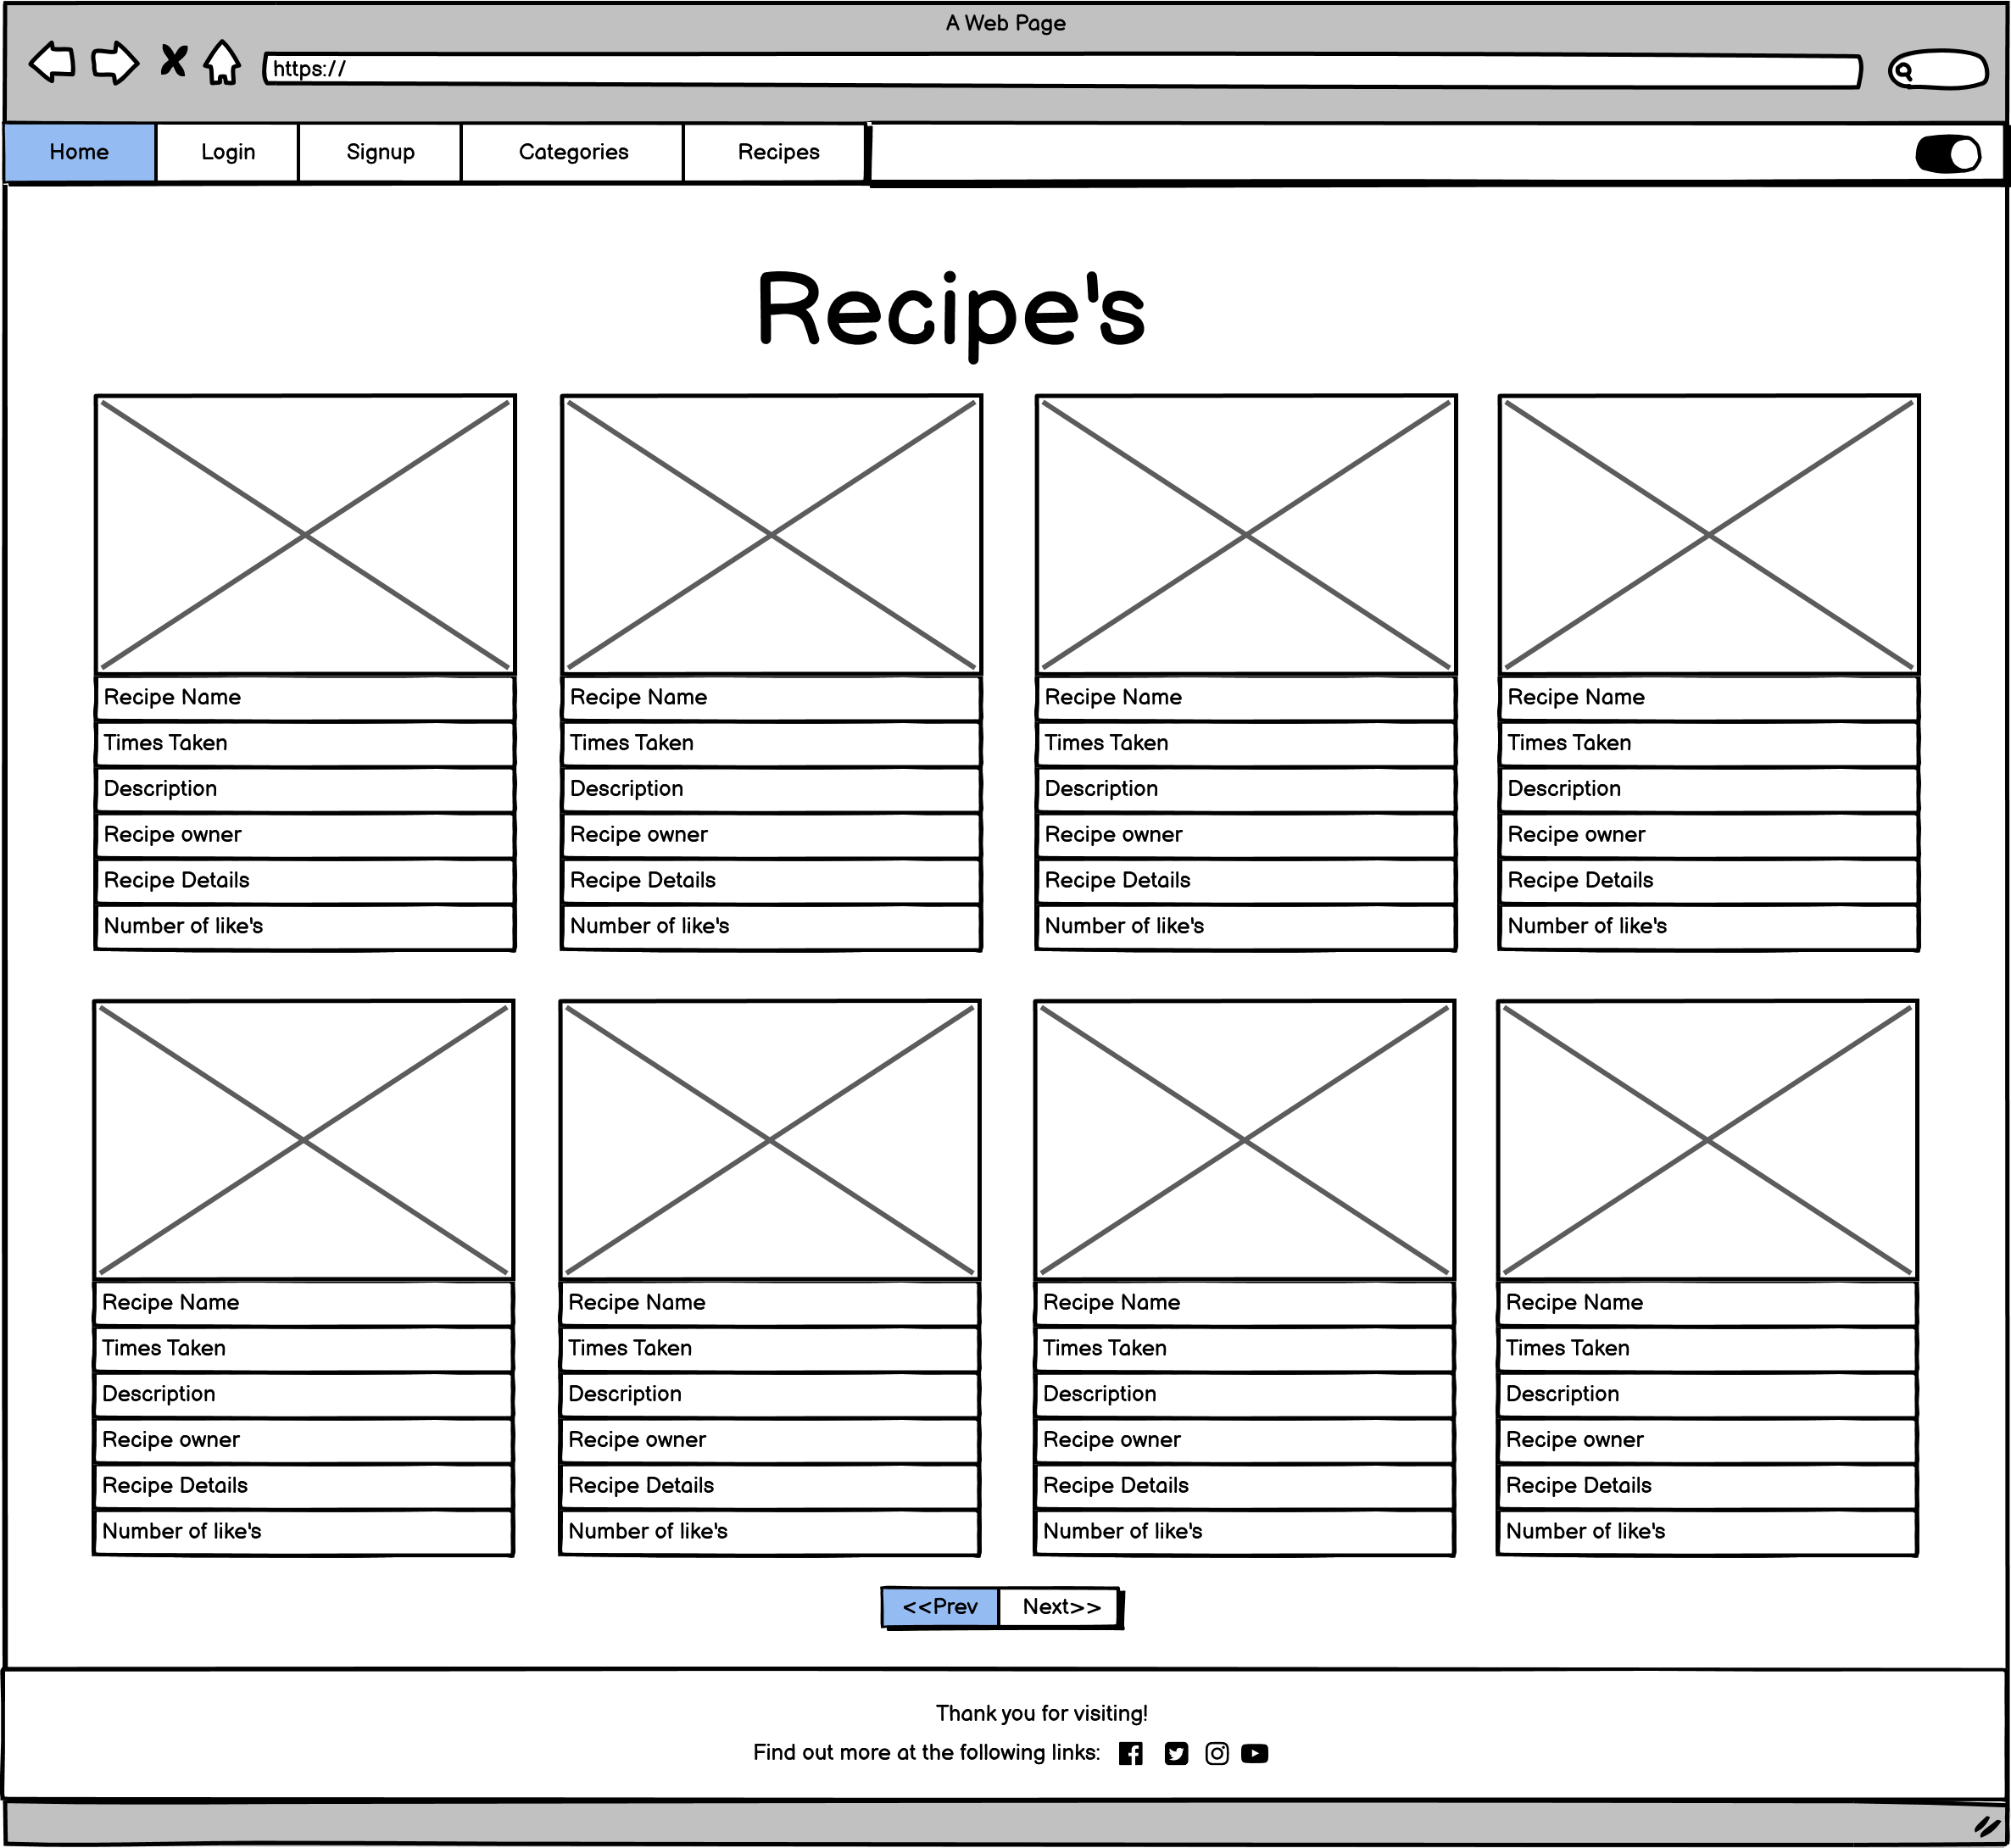 A Web Page
https://
Home Login Signup Categories Recipes
Recipe's
Recipe Name Recipe Name Recipe Name Recipe Name
Times Taken Times Taken Times Taken Times Taken
Description Description Description Description
Recipe owner Recipe owner Recipe owner Recipe owner
Recipe Details Recipe Details Recipe Details Recipe Details
Number of like's Number of like's Number of like's Number of like's
Recipe Name Recipe Name Recipe Name Recipe Name
Times Taken Times Taken Times Taken Times Taken
Description Description Description Description
Recipe owner Recipe owner Recipe owner Recipe owner
Recipe Details Recipe Details Recipe Details Recipe Details
Number of like's Number of like's Number of like's Number of like's
<<Prev Next>>
Thank you for visiting!
Find out more at the following links: